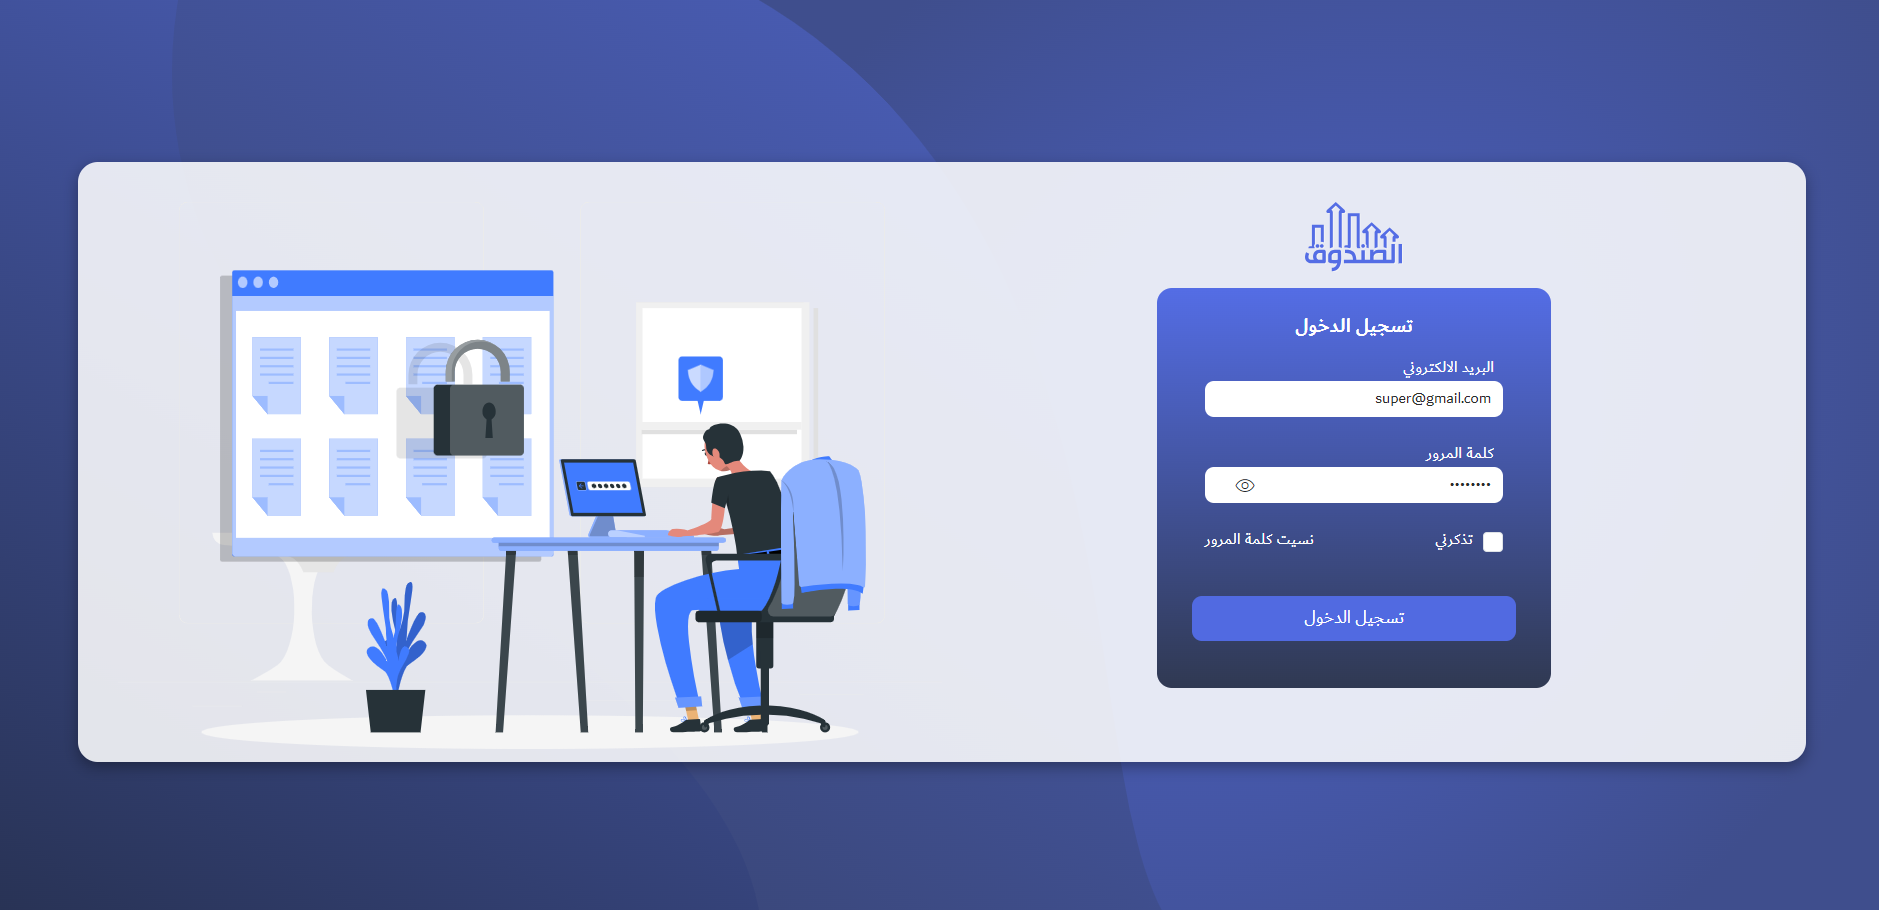 الصندوق
تسجيل الدخول
البريد الالكتروني
super@gmail.com
كلمة المرور
••••••••
تذكرني
نسيت كلمة المرور
تسجيل الدخول